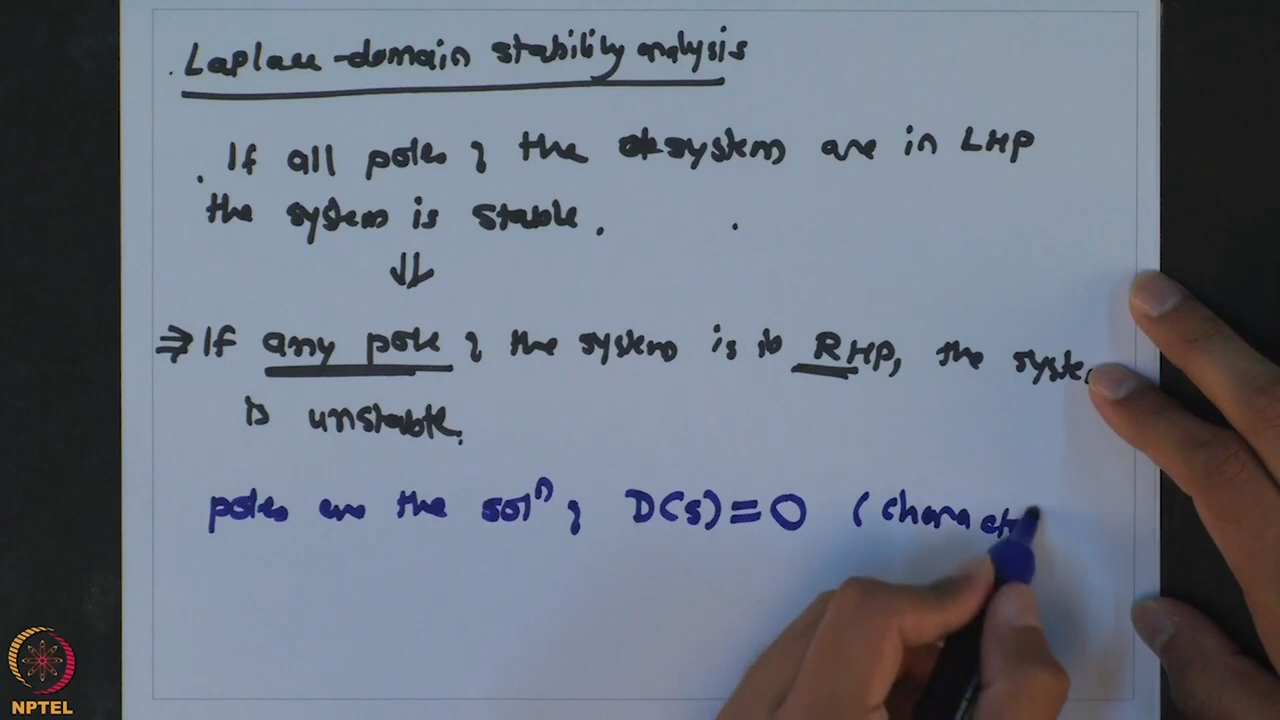 Laplace-domain stability analysis
If all poles of the system are in LHP
the system is stable.
⇓
⇒ If any pole of the system is in RHP, the syste
is unstable.
poles are the solⁿ of D(s)=0 (charact
NPTEL